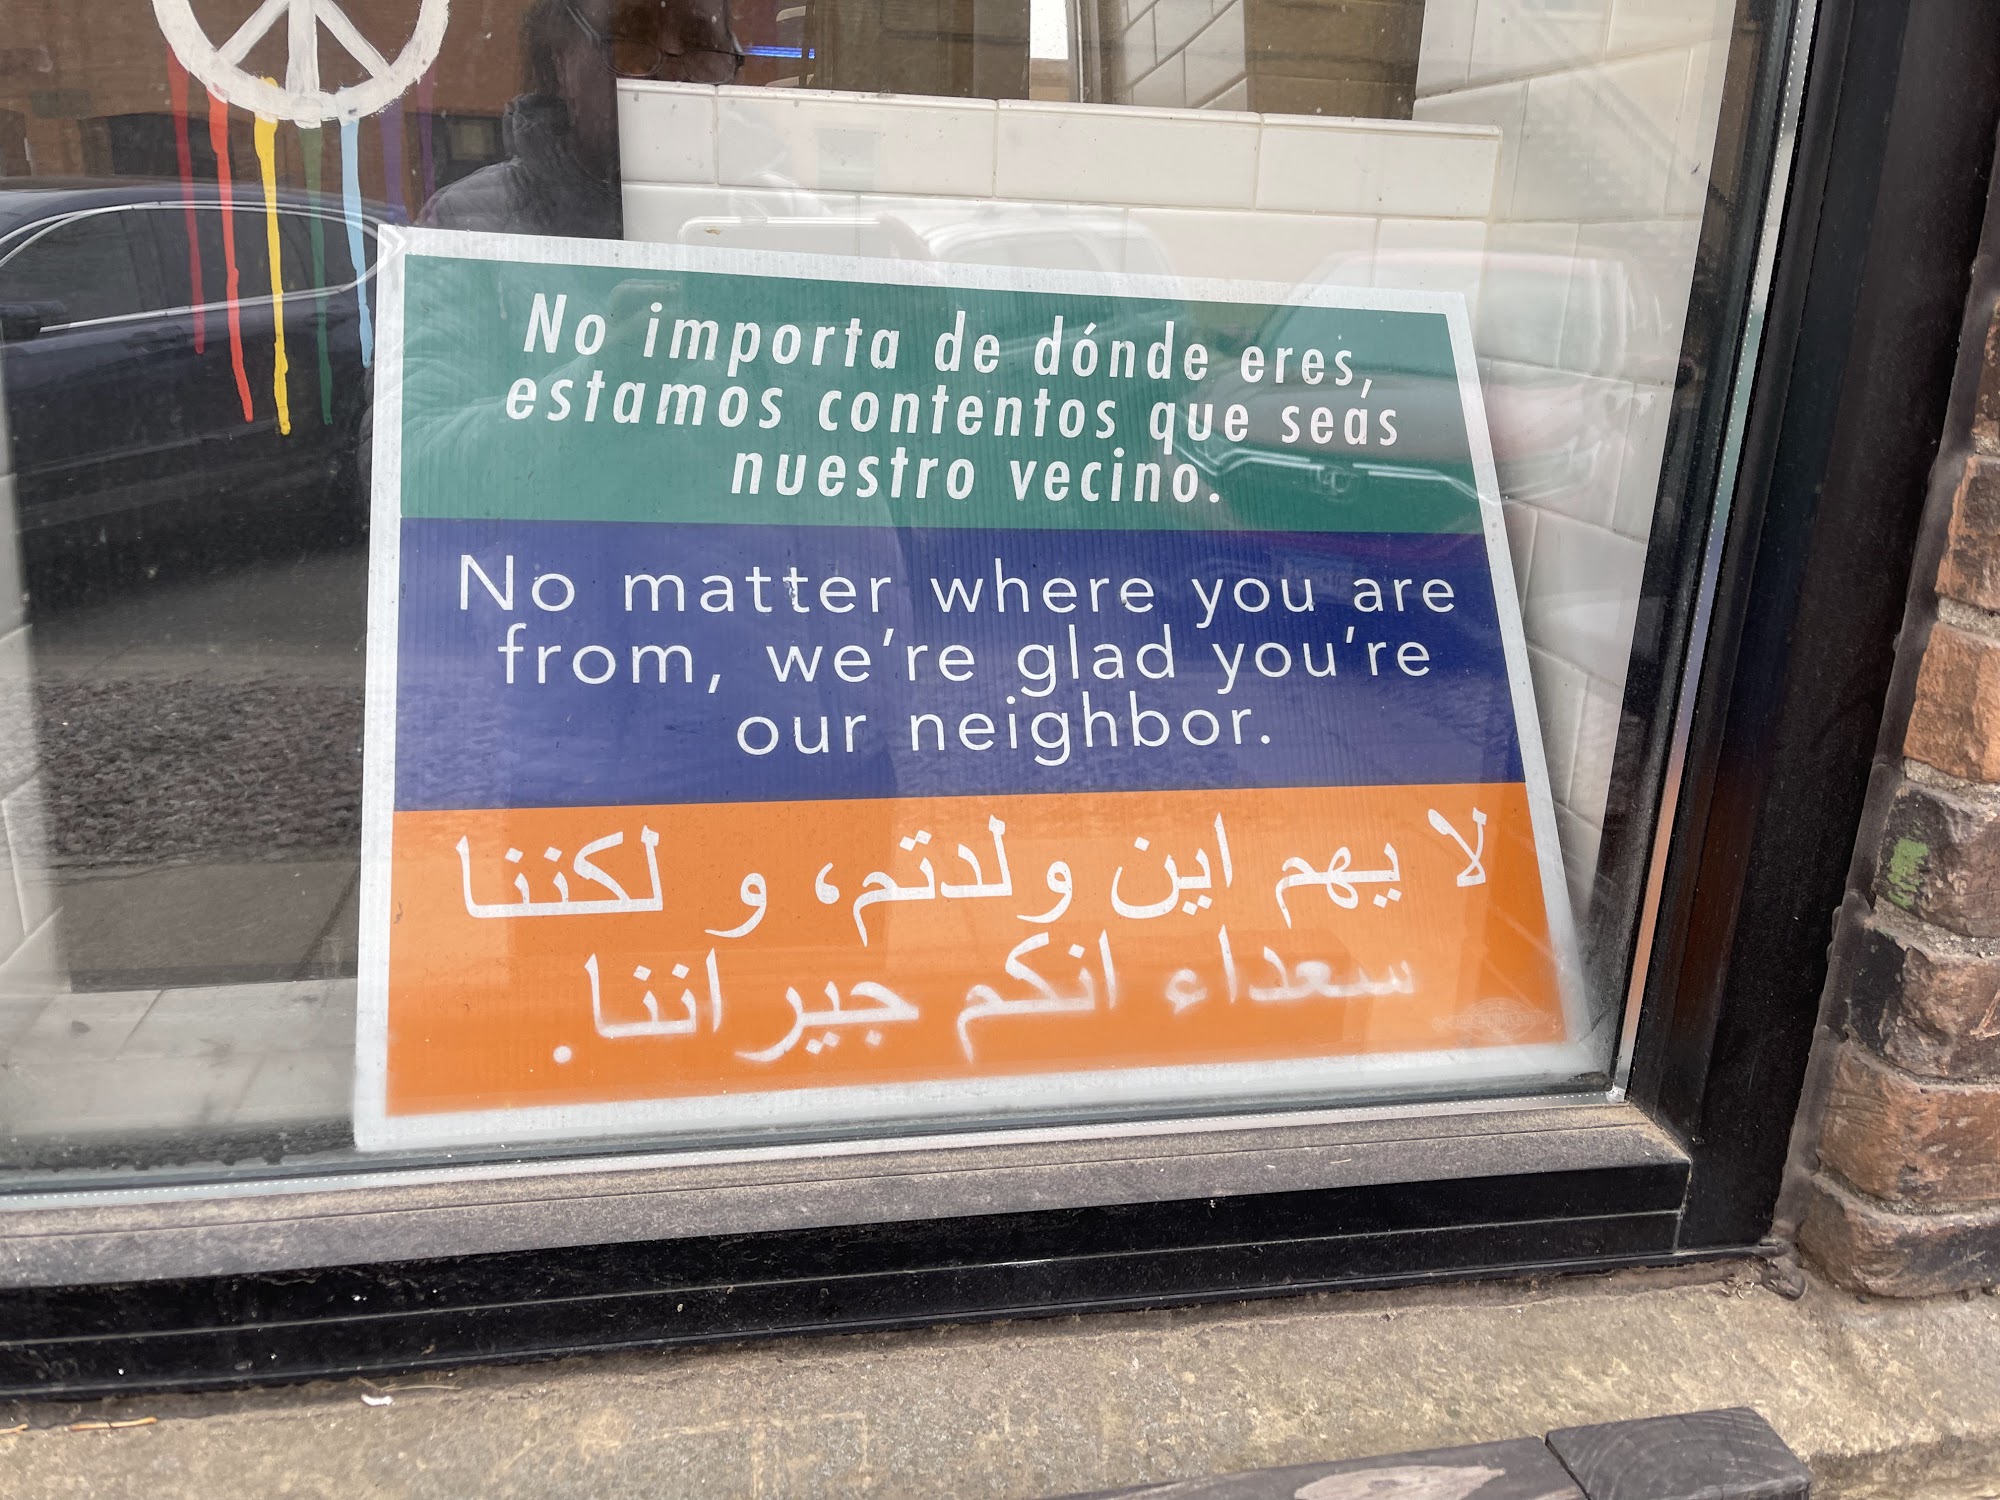 No importa de dónde eres,
estamos contentos que seas
nuestro vecino.
No matter where you are
from, we're glad you're
our neighbor.
لا يهم اين ولدتم، و لكننا
سعداء انكم جيراننا.